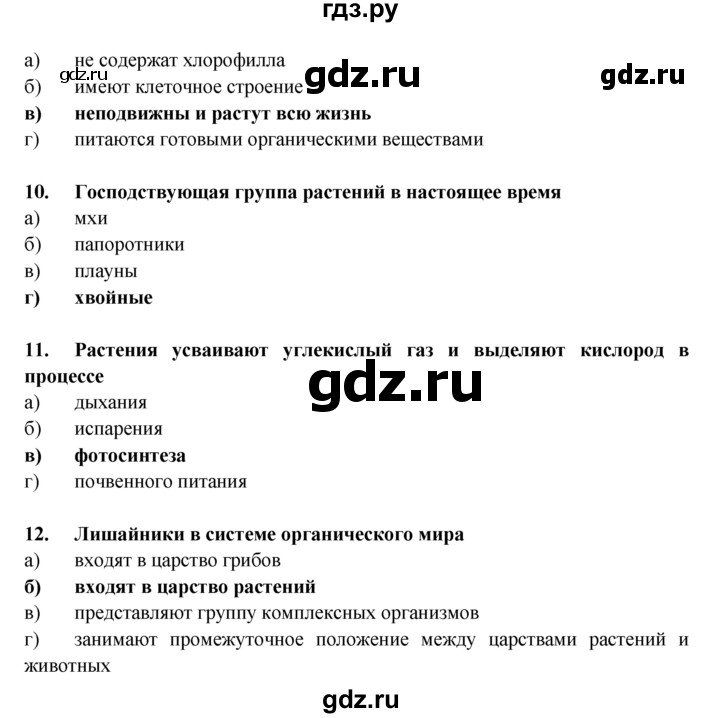 гдз.ру
а) не содержат хлорофилла
gdz.ru
gdz.ru
gdz.ru
б) имеют клеточное строение
в) неподвижны и растут всю жизнь
г) питаются готовыми органическими веществами
10. Господствующая группа растений в настоящее время
а) мхи
б) папоротники
в) плауны
г) хвойные
11. Растения усваивают углекислый газ и выделяют кислород в
процессе
gdz.ru
а) дыхания
б) испарения
в) фотосинтеза
г) почвенного питания
12. Лишайники в системе органического мира
а) входят в царство грибов
б) входят в царство растений
в) представляют группу комплексных организмов
г) занимают промежуточное положение между царствами растений и
животных
gdz.ru